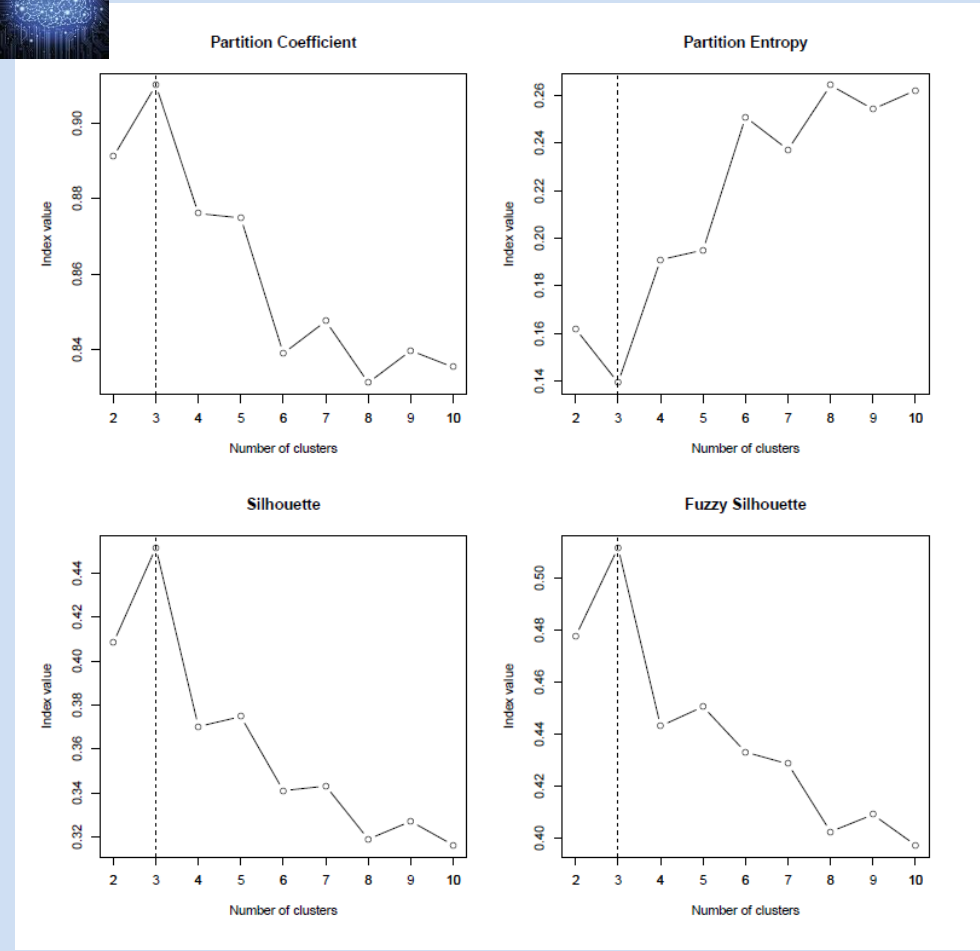 Partition Coefficient
Index value
0.90
0.88
0.86
0.84
2 3 4 5 6 7 8 9 10
Number of clusters
Partition Entropy
Index value
0.26
0.24
0.22
0.20
0.18
0.16
0.14
2 3 4 5 6 7 8 9 10
Number of clusters
Silhouette
Index value
0.44
0.42
0.40
0.38
0.36
0.34
0.32
2 3 4 5 6 7 8 9 10
Number of clusters
Fuzzy Silhouette
Index value
0.50
0.48
0.46
0.44
0.42
0.40
2 3 4 5 6 7 8 9 10
Number of clusters